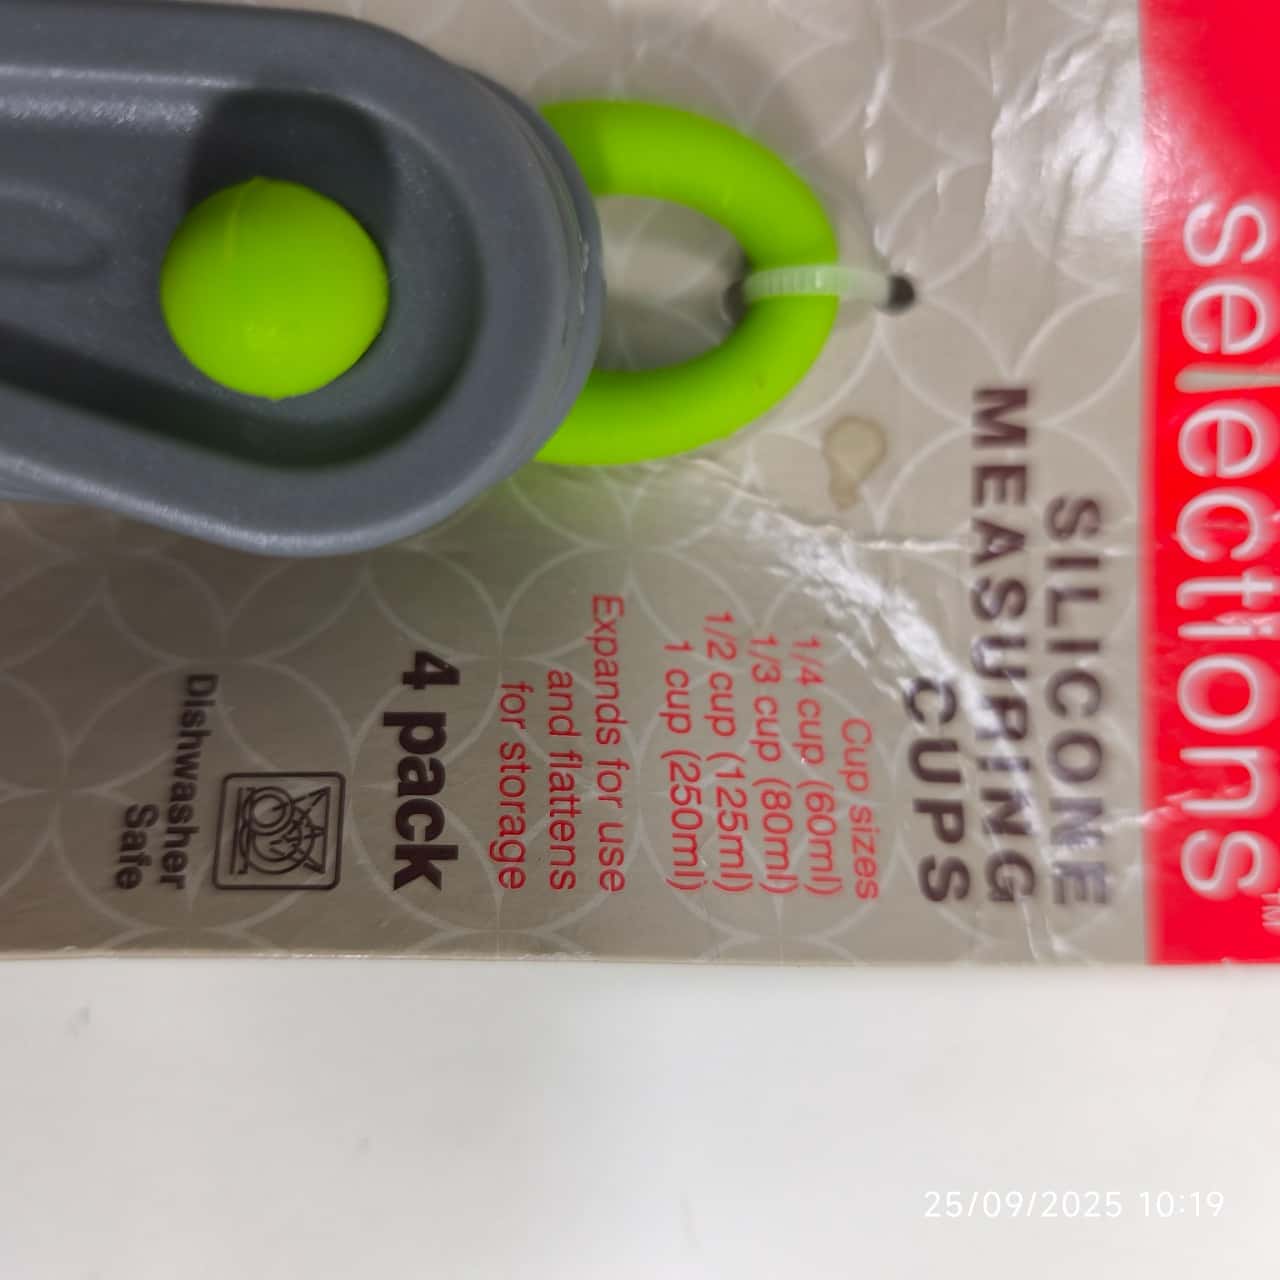 selections™
SILICONE
MEASURING
CUPS
Cup sizes
1/4 cup (60ml)
1/3 cup (80ml)
1/2 cup (125ml)
1 cup (250ml)
Expands for use
and flattens
for storage
4 pack
Dishwasher
Safe
25/09/2025 10:19